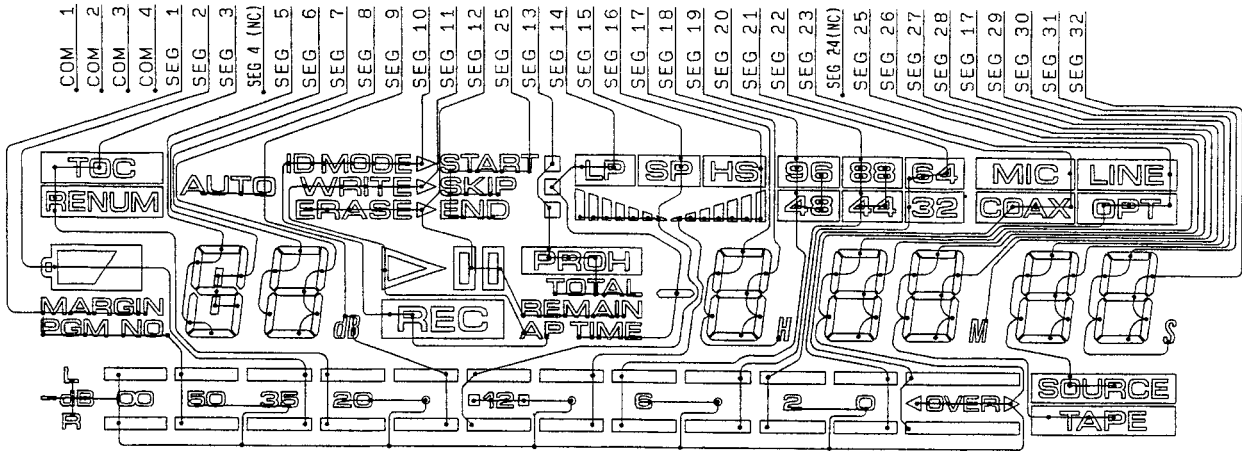 COM 1
COM 2
COM 3
COM 4
SEG 1
SEG 2
SEG 3
SEG 4 (NC)
SEG 5
SEG 6
SEG 7
SEG 8
SEG 9
SEG 10
SEG 11
SEG 12
SEG 25
SEG 13
SEG 14
SEG 15
SEG 16
SEG 17
SEG 18
SEG 19
SEG 20
SEG 21
SEG 22
SEG 23
SEG 24(NC)
SEG 25
SEG 26
SEG 27
SEG 28
SEG 17
SEG 29
SEG 30
SEG 31
SEG 32
TOC
RENUM
AUTO
ID MODE START
WRITE SKIP
ERASE END
LP SP HS
96 88 64
48 44 32
MIC LINE
COAX OPT
MARGIN
PGM NO.
dB
REC
PROH
TOTAL
REMAIN
AP TIME
H M S
L
dB 00 50 35 20 12 6 2 0 OVER
R
SOURCE
TAPE